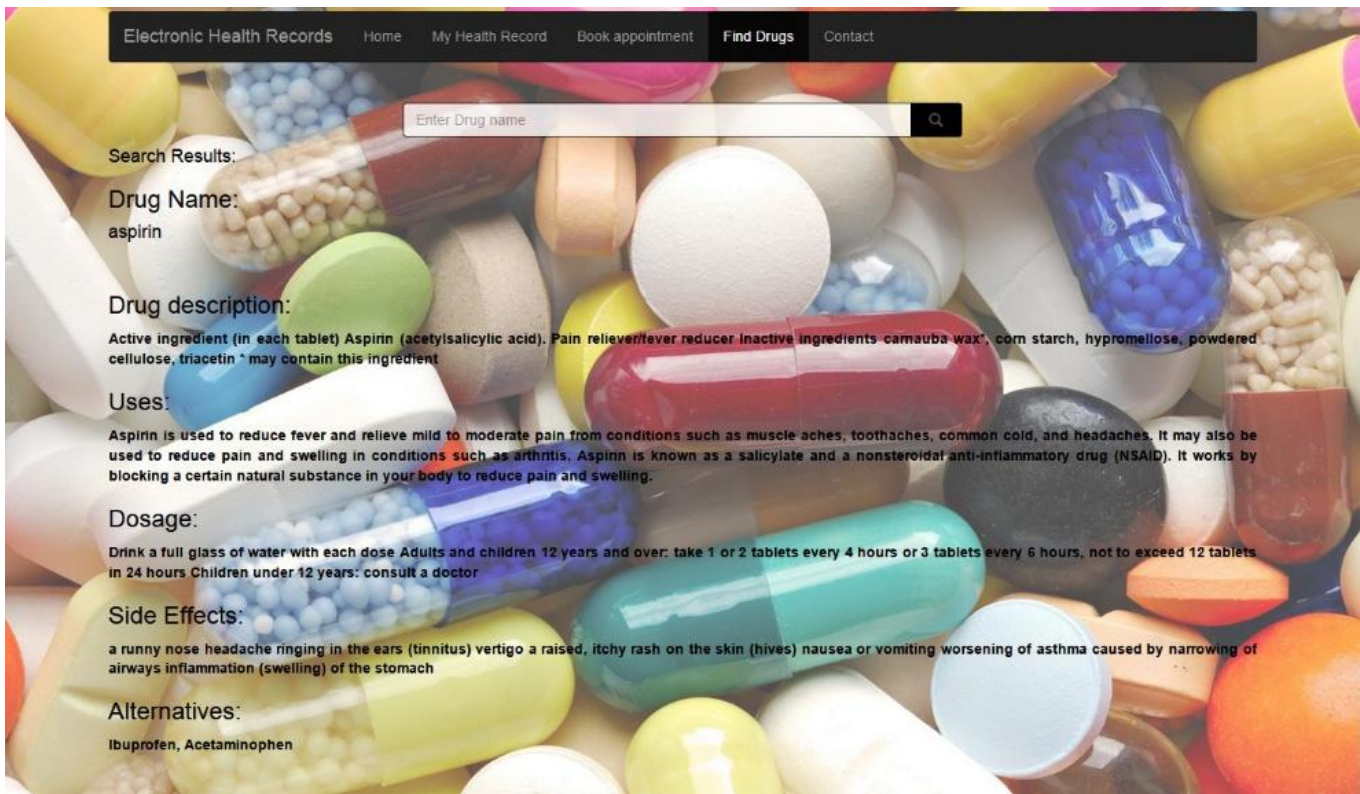 Electronic Health Records Home My Health Record Book appointment Find Drugs Contact
Enter Drug name
Search Results:
Drug Name:
aspirin
Drug description:
Active ingredient (in each tablet) Aspirin (acetylsalicylic acid). Pain reliever/fever reducer Inactive ingredients carnauba wax*, corn starch, hypromellose, powdered
cellulose, triacetin * may contain this ingredient
Uses:
Aspirin is used to reduce fever and relieve mild to moderate pain from conditions such as muscle aches, toothaches, common cold, and headaches. It may also be
used to reduce pain and swelling in conditions such as arthritis. Aspirin is known as a salicylate and a nonsteroidal anti-inflammatory drug (NSAID). It works by
blocking a certain natural substance in your body to reduce pain and swelling.
Dosage:
Drink a full glass of water with each dose Adults and children 12 years and over: take 1 or 2 tablets every 4 hours or 3 tablets every 6 hours, not to exceed 12 tablets
in 24 hours Children under 12 years: consult a doctor
Side Effects:
a runny nose headache ringing in the ears (tinnitus) vertigo a raised, itchy rash on the skin (hives) nausea or vomiting worsening of asthma caused by narrowing of
airways inflammation (swelling) of the stomach
Alternatives:
Ibuprofen, Acetaminophen